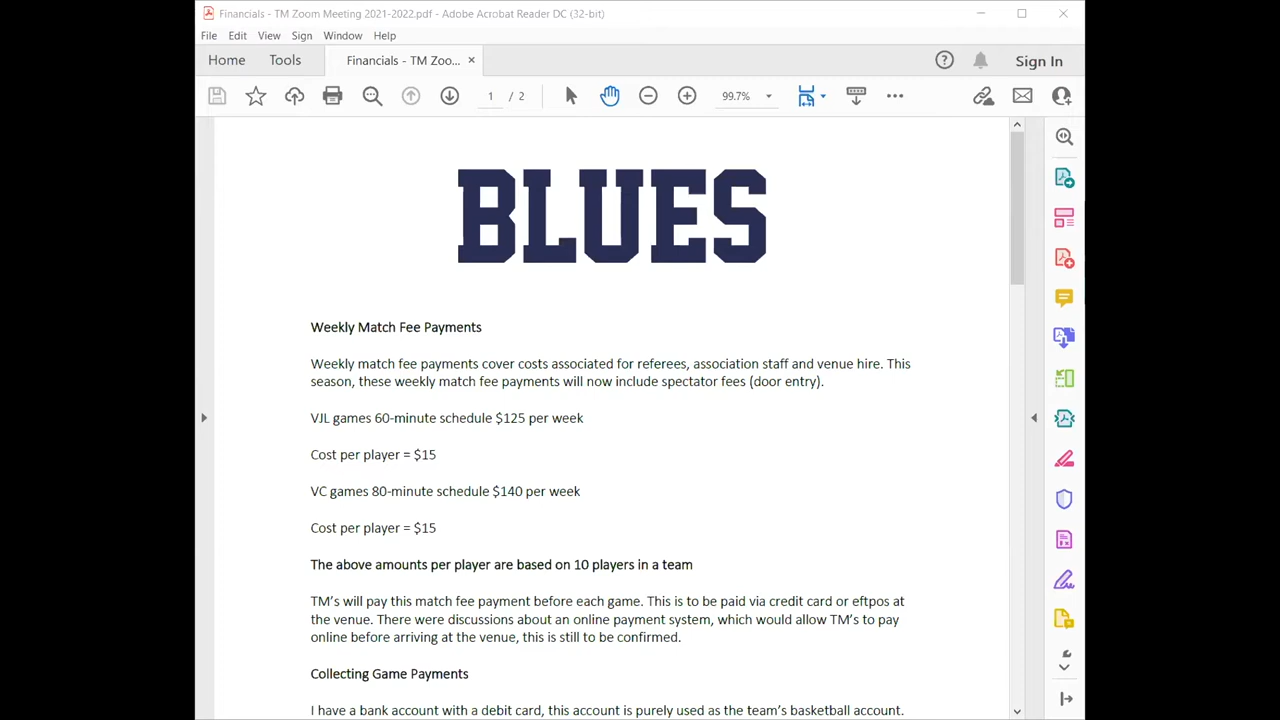 Financials - TM Zoom Meeting 2021-2022.pdf - Adobe Acrobat Reader DC (32-bit)
File Edit View Sign Window Help
Home Tools Financials - TM Zoo... Sign In
1 / 2 99.7%
BLUES
Weekly Match Fee Payments
Weekly match fee payments cover costs associated for referees, association staff and venue hire. This
season, these weekly match fee payments will now include spectator fees (door entry).
VJL games 60-minute schedule $125 per week
Cost per player = $15
VC games 80-minute schedule $140 per week
Cost per player = $15
The above amounts per player are based on 10 players in a team
TM's will pay this match fee payment before each game. This is to be paid via credit card or eftpos at
the venue. There were discussions about an online payment system, which would allow TM's to pay
online before arriving at the venue, this is still to be confirmed.
Collecting Game Payments
I have a bank account with a debit card, this account is purely used as the team's basketball account.